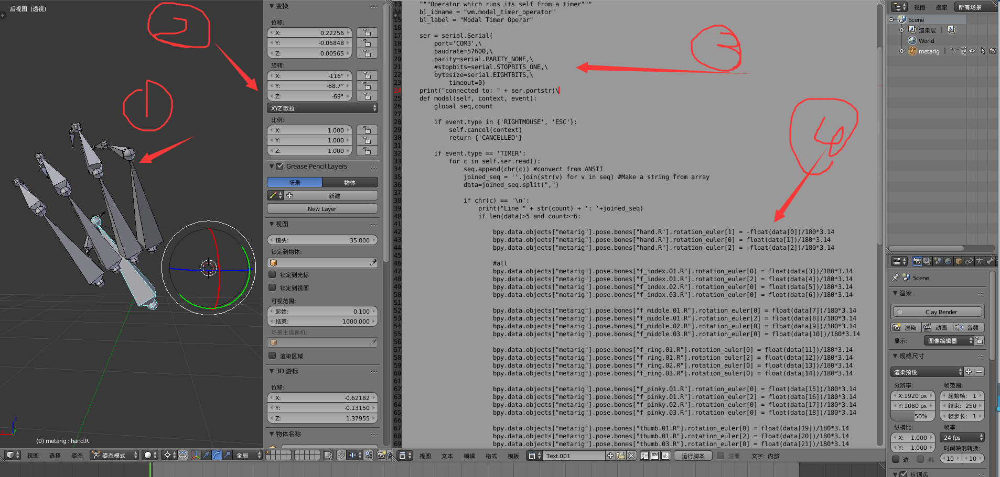 后视图 (透视)
(0) metarig : hand.R
视图 选择 姿态 姿态模式 全局
1
2
3
4
变换
位移:
X: 0.22256
Y: -0.05848
Z: 0.00565
旋转:
X: -116°
Y: -68.7°
Z: -69°
XYZ 欧拉
比例:
X: 1.000
Y: 1.000
Z: 1.000
Grease Pencil Layers
场景 物体
新建
New Layer
视图
镜头: 35.000
锁定到物体:
锁定到光标
锁定到视图
可视范围:
起始: 0.100
结束: 1000.000
场景主摄像机:
渲染区域
3D 游标
位移:
X: -0.62182
Y: -0.13150
Z: 1.37955
物体名称
13 """Operator which runs its self from a timer"""
14 bl_idname = "wm.modal_timer_operator"
15 bl_label = "Modal Timer Operar"
16
17 ser = serial.Serial(
18 port='COM3',\
19 baudrate=57600,\
20 parity=serial.PARITY_NONE,\
21 #stopbits=serial.STOPBITS_ONE,\
22 bytesize=serial.EIGHTBITS,\
23 timeout=0)
24 print("connected to: " + ser.portstr)\
25 def modal(self, context, event):
26 global seq,count
27
28 if event.type in {'RIGHTMOUSE', 'ESC'}:
29 self.cancel(context)
30 return {'CANCELLED'}
31
32 if event.type == 'TIMER':
33 for c in self.ser.read():
34 seq.append(chr(c)) #convert from ANSII
35 joined_seq = ''.join(str(v) for v in seq) #Make a string from array
36 data=joined_seq.split(",")
37
38 if chr(c) == '\n':
39 print("Line " + str(count) + ': '+joined_seq)
40 if len(data)>5 and count>=6:
41
42 bpy.data.objects["metarig"].pose.bones["hand.R"].rotation_euler[1] = -float(data[0])/180*3.14
43 bpy.data.objects["metarig"].pose.bones["hand.R"].rotation_euler[0] = float(data[1])/180*3.14
44 bpy.data.objects["metarig"].pose.bones["hand.R"].rotation_euler[2] = -float(data[2])/180*3.14
45
46 #all
47 bpy.data.objects["metarig"].pose.bones["f_index.01.R"].rotation_euler[0] = float(data[3])/180*3.14
48 bpy.data.objects["metarig"].pose.bones["f_index.01.R"].rotation_euler[2] = float(data[4])/180*3.14
49 bpy.data.objects["metarig"].pose.bones["f_index.02.R"].rotation_euler[0] = float(data[5])/180*3.14
50 bpy.data.objects["metarig"].pose.bones["f_index.03.R"].rotation_euler[0] = float(data[6])/180*3.14
51
52 bpy.data.objects["metarig"].pose.bones["f_middle.01.R"].rotation_euler[0] = float(data[7])/180*3.14
53 bpy.data.objects["metarig"].pose.bones["f_middle.01.R"].rotation_euler[2] = float(data[8])/180*3.14
54 bpy.data.objects["metarig"].pose.bones["f_middle.02.R"].rotation_euler[0] = float(data[9])/180*3.14
55 bpy.data.objects["metarig"].pose.bones["f_middle.03.R"].rotation_euler[0] = float(data[10])/180*3.14
56
57 bpy.data.objects["metarig"].pose.bones["f_ring.01.R"].rotation_euler[0] = float(data[11])/180*3.14
58 bpy.data.objects["metarig"].pose.bones["f_ring.01.R"].rotation_euler[2] = float(data[12])/180*3.14
59 bpy.data.objects["metarig"].pose.bones["f_ring.02.R"].rotation_euler[0] = float(data[13])/180*3.14
60 bpy.data.objects["metarig"].pose.bones["f_ring.03.R"].rotation_euler[0] = float(data[14])/180*3.14
61
62 bpy.data.objects["metarig"].pose.bones["f_pinky.01.R"].rotation_euler[0] = float(data[15])/180*3.14
63 bpy.data.objects["metarig"].pose.bones["f_pinky.01.R"].rotation_euler[2] = float(data[16])/180*3.14
64 bpy.data.objects["metarig"].pose.bones["f_pinky.02.R"].rotation_euler[0] = float(data[17])/180*3.14
65 bpy.data.objects["metarig"].pose.bones["f_pinky.03.R"].rotation_euler[0] = float(data[18])/180*3.14
66
67 bpy.data.objects["metarig"].pose.bones["thumb.01.R"].rotation_euler[0] = float(data[19])/180*3.14
68 bpy.data.objects["metarig"].pose.bones["thumb.01.R"].rotation_euler[2] = float(data[20])/180*3.14
69 bpy.data.objects["metarig"].pose.bones["thumb.03.R"].rotation_euler[0] = float(data[21])/180*3.14
视图 文本 编辑 格式 模板 Text.001 运行脚本 注册 文字: 内部
视图 搜索 所有场景
Scene
渲染层
World
metarig
Scene
渲染
Clay Render
渲染 动画 音频
显示: 图像编辑器
规格尺寸
渲染预设
分辨率: 帧范围:
X:1920 px 起始帧: 1
Y:1080 px 结束: 250
50% 帧步长: 1
纵横比: 帧率:
X: 1.000 24 fps
Y: 1.000 时间映射转换:
边 裁 10 10
抗锯齿